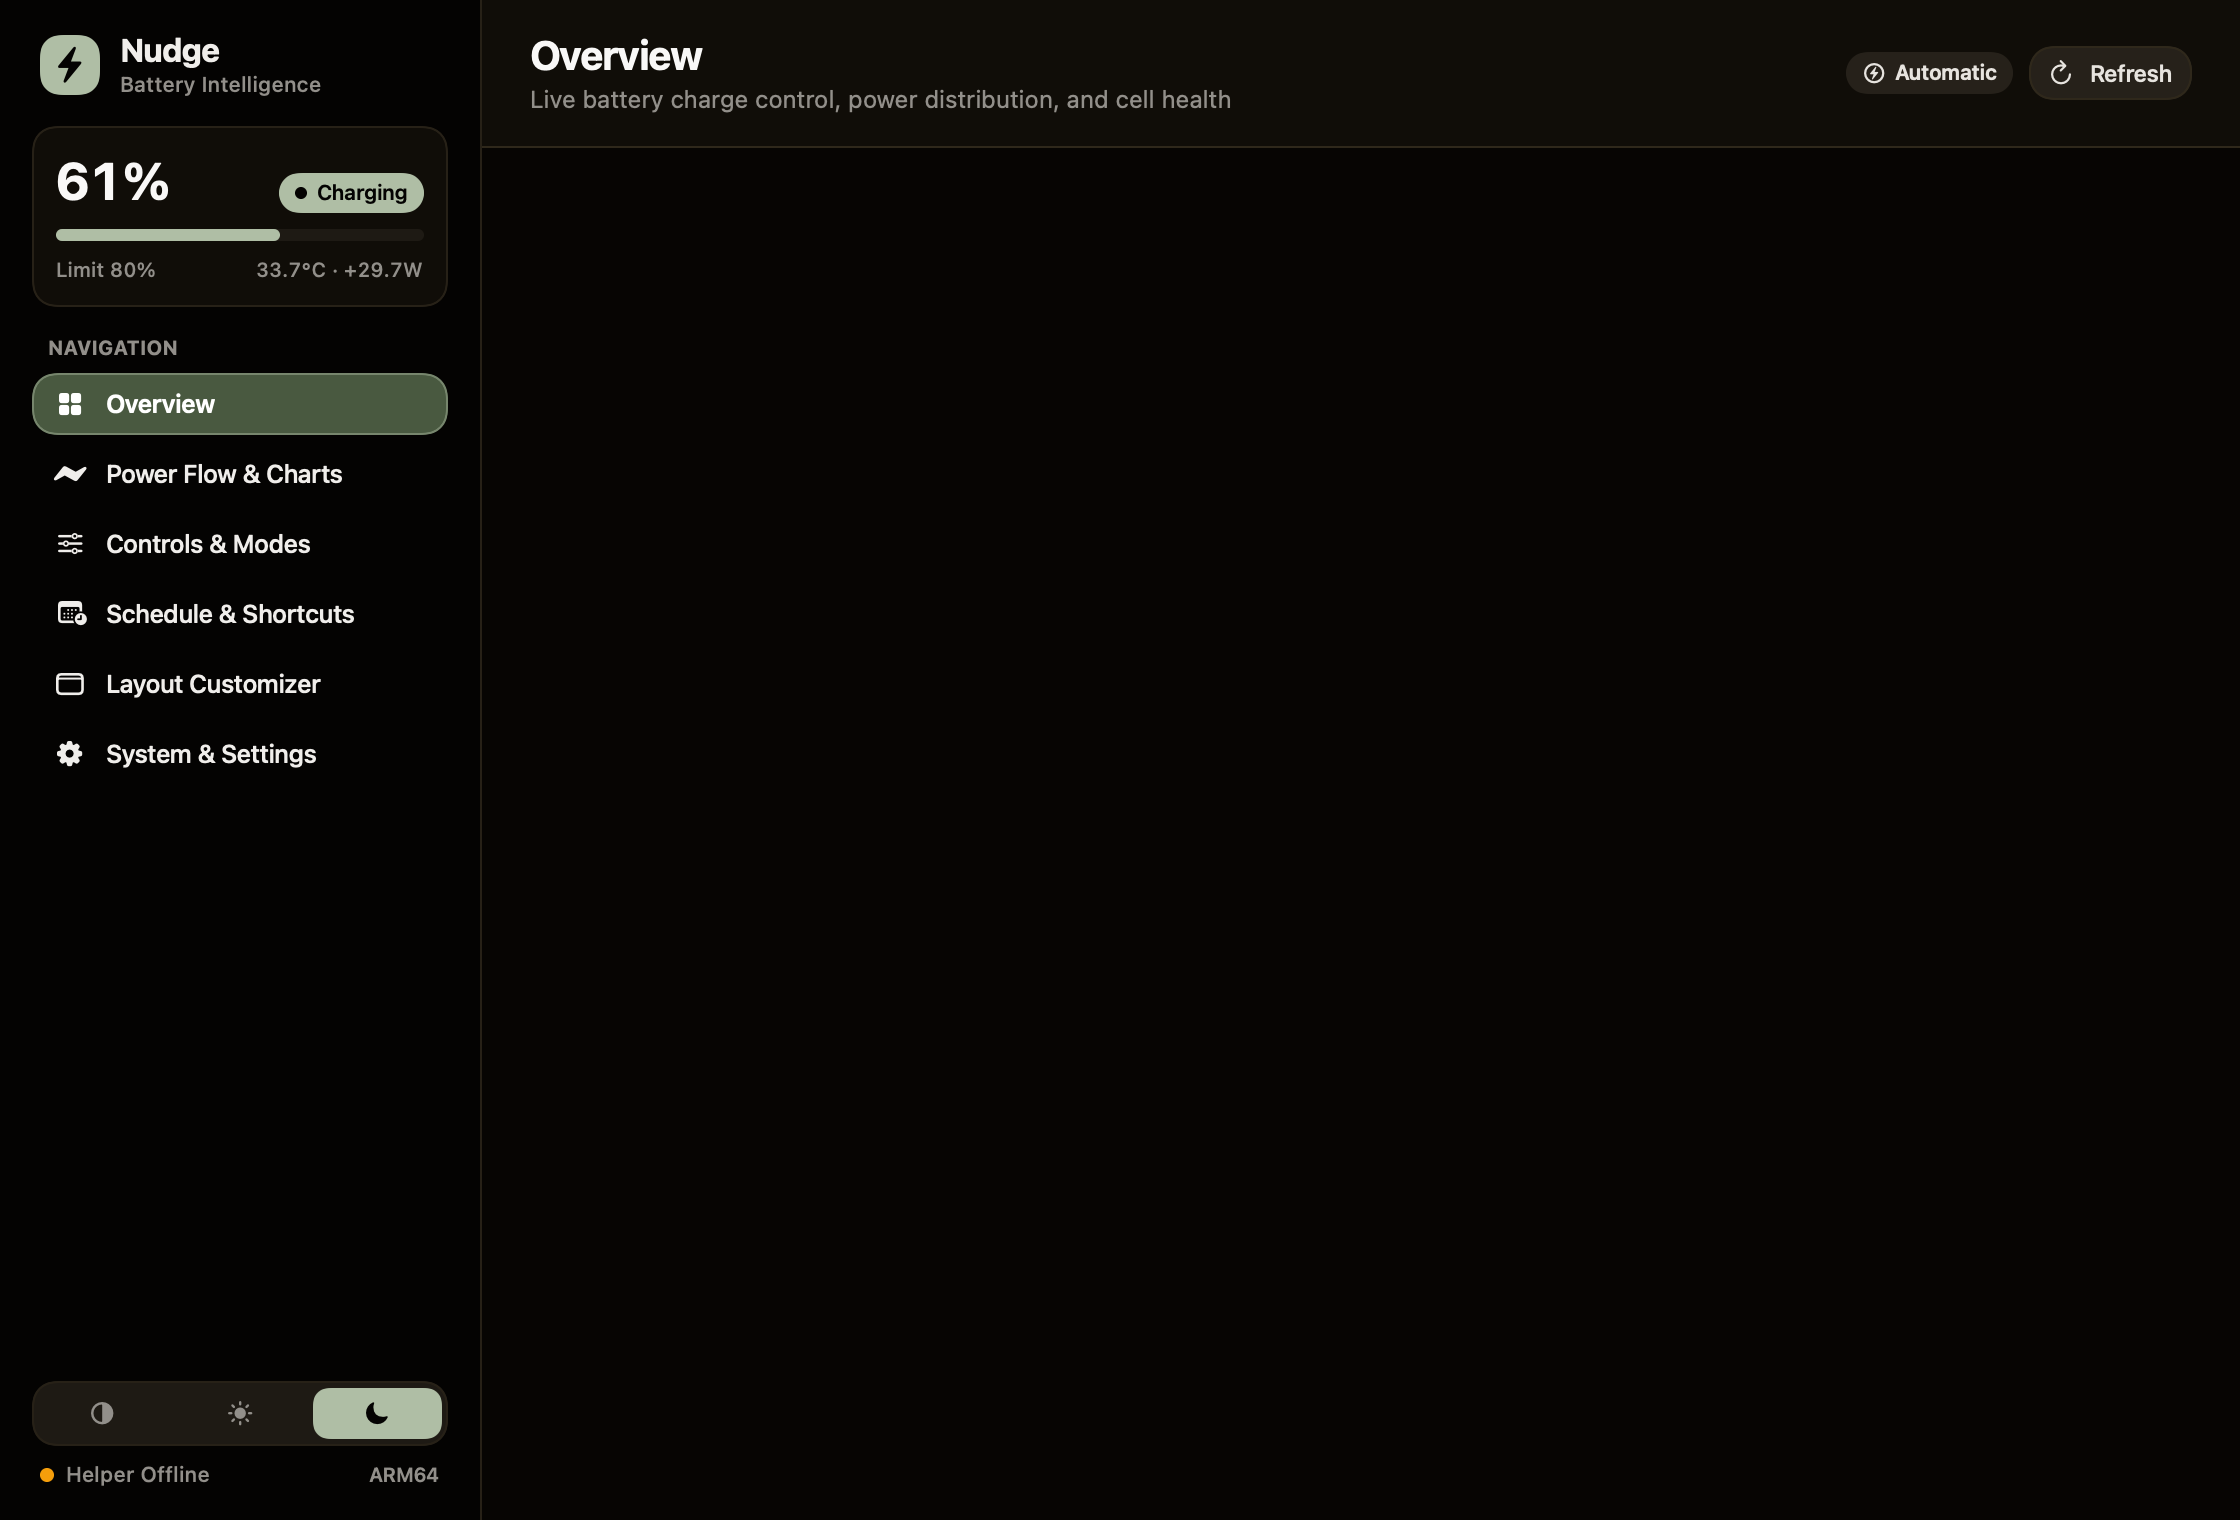 Nudge
Battery Intelligence
61%
Charging
Limit 80%
33.7°C · +29.7W
NAVIGATION
Overview
Power Flow & Charts
Controls & Modes
Schedule & Shortcuts
Layout Customizer
System & Settings
Helper Offline
ARM64
Overview
Live battery charge control, power distribution, and cell health
Automatic
Refresh